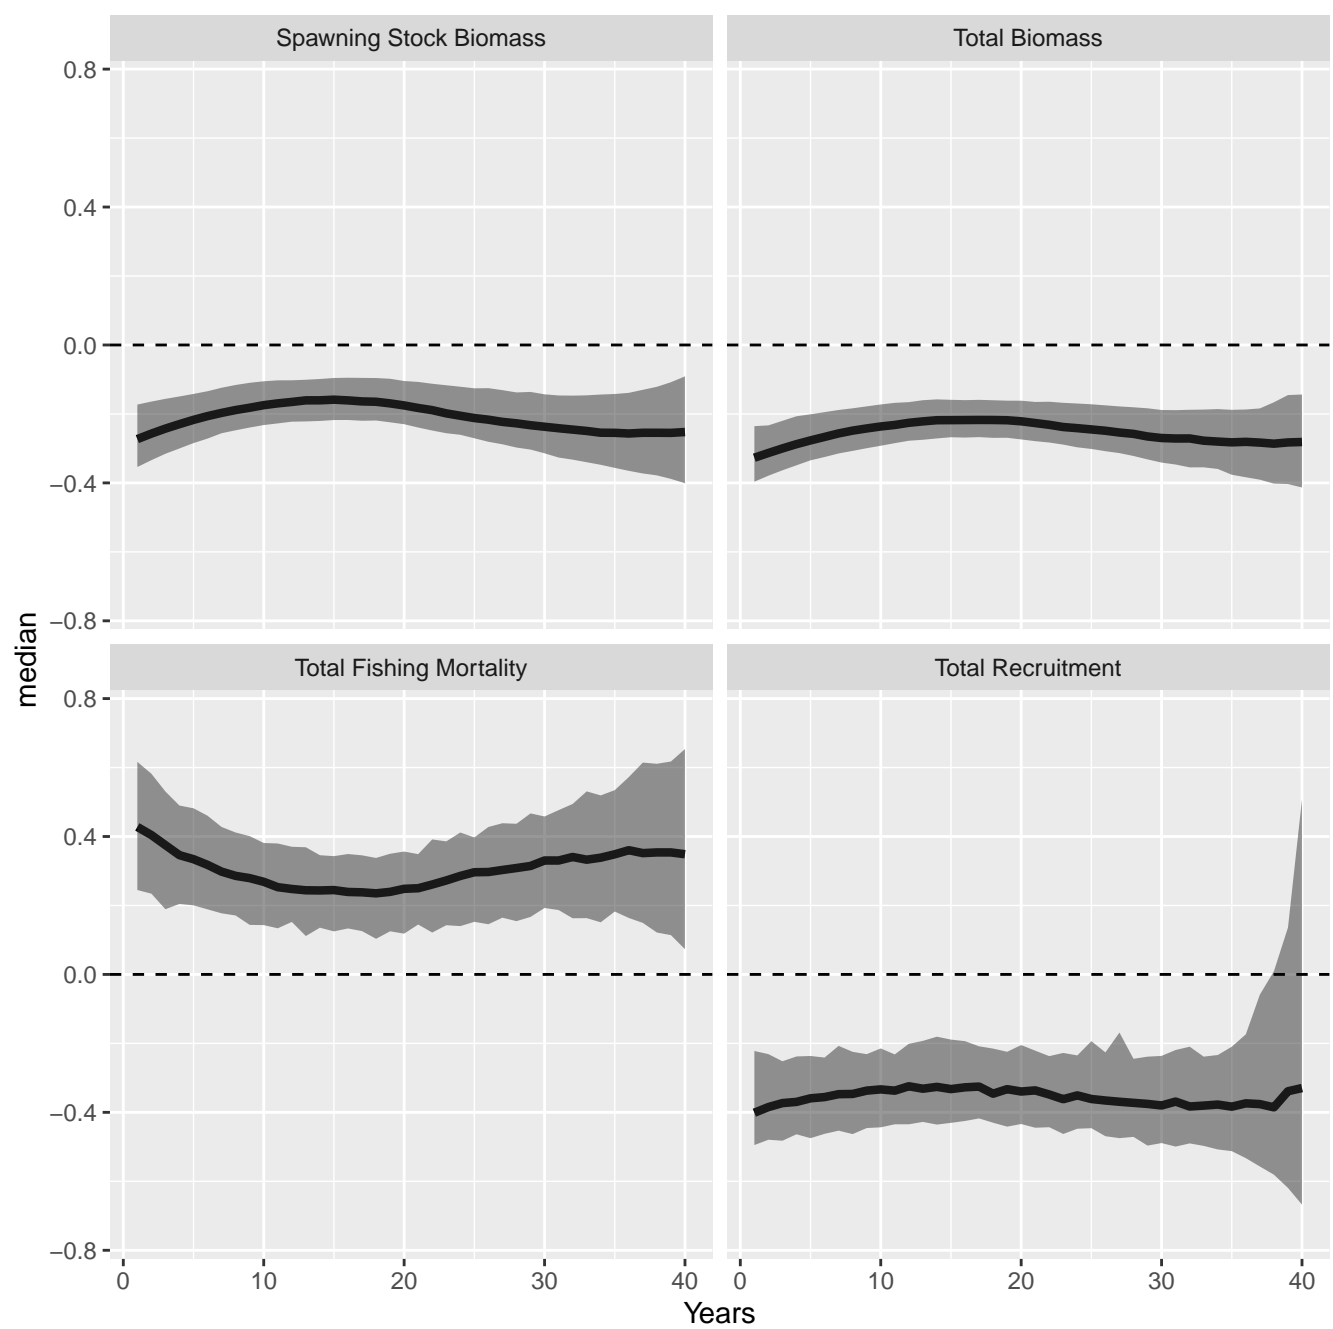 Spawning Stock Biomass
Total Biomass
0.8
0.4
0.0
−0.4
−0.8
median
Total Fishing Mortality
Total Recruitment
0.8
0.4
0.0
−0.4
−0.8
0 10 20 30 40
0 10 20 30 40
Years